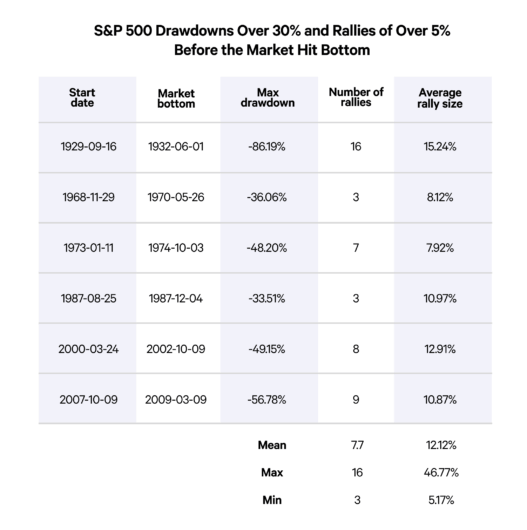 S&P 500 Drawdowns Over 30% and Rallies of Over 5%
Before the Market Hit Bottom
Start date Market bottom Max drawdown Number of rallies Average rally size
1929-09-16 1932-06-01 -86.19% 16 15.24%
1968-11-29 1970-05-26 -36.06% 3 8.12%
1973-01-11 1974-10-03 -48.20% 7 7.92%
1987-08-25 1987-12-04 -33.51% 3 10.97%
2000-03-24 2002-10-09 -49.15% 8 12.91%
2007-10-09 2009-03-09 -56.78% 9 10.87%
Mean 7.7 12.12%
Max 16 46.77%
Min 3 5.17%